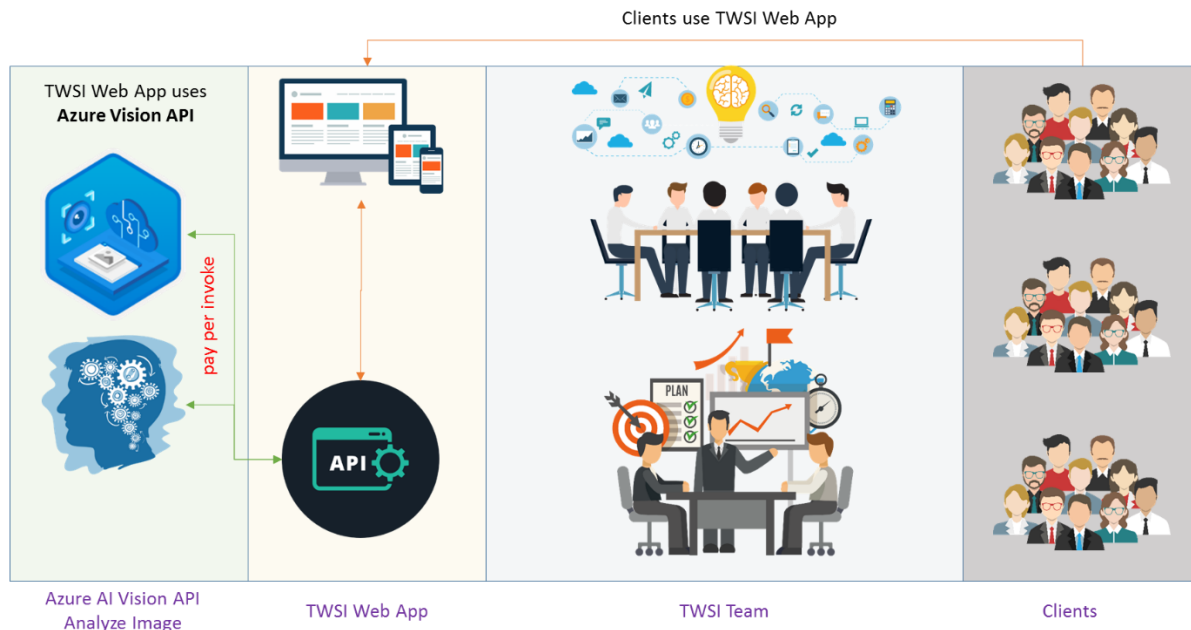 Clients use TWSI Web App
TWSI Web App uses
Azure Vision API
pay per invoke
API
PLAN
Azure AI Vision API
Analyze Image
TWSI Web App
TWSI Team
Clients